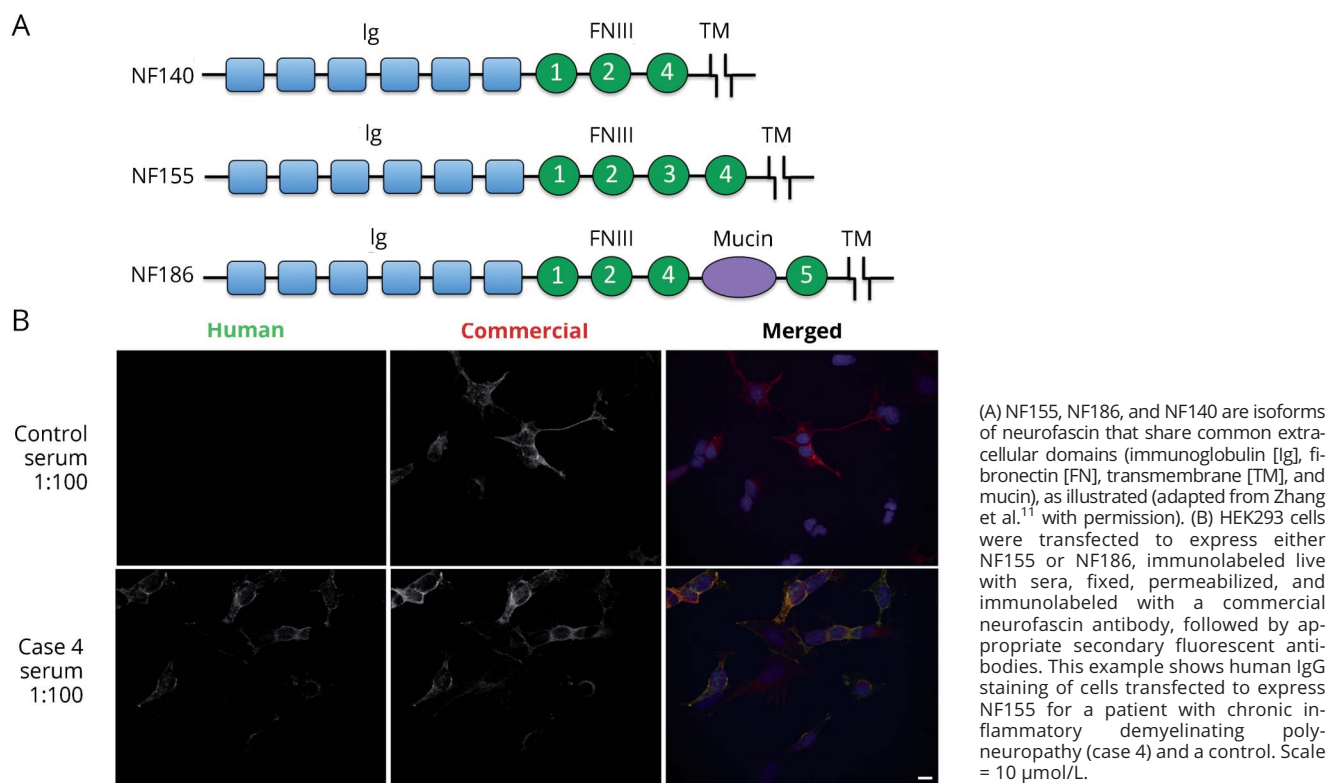 A
Ig FNIII TM
NF140
1 2 4
Ig FNIII TM
NF155
1 2 3 4
Ig FNIII Mucin TM
NF186
1 2 4 5
B
Human Commercial Merged
Control
serum
1:100
Case 4
serum
1:100
(A) NF155, NF186, and NF140 are isoforms
of neurofascin that share common extra-
cellular domains (immunoglobulin [Ig], fi-
bronectin [FN], transmembrane [TM], and
mucin), as illustrated (adapted from Zhang
et al.11 with permission). (B) HEK293 cells
were transfected to express either
NF155 or NF186, immunolabeled live
with sera, fixed, permeabilized, and
immunolabeled with a commercial
neurofascin antibody, followed by ap-
propriate secondary fluorescent anti-
bodies. This example shows human IgG
staining of cells transfected to express
NF155 for a patient with chronic in-
flammatory demyelinating poly-
neuropathy (case 4) and a control. Scale
= 10 μmol/L.